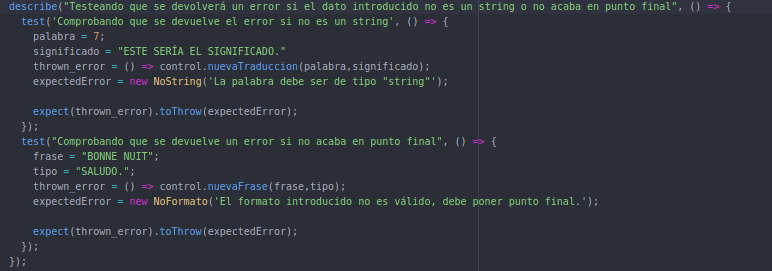 describe("Testeando que se devolverá un error si el dato introducido no es un string o no acaba en punto final", () => {
  test('Comprobando que se devuelve el error si no es un string', () => {
    palabra = 7;
    significado = "ESTE SERÍA EL SIGNIFICADO."
    thrown_error = () => control.nuevaTraduccion(palabra,significado);
    expectedError = new NoString('La palabra debe ser de tipo "string"');

    expect(thrown_error).toThrow(expectedError);
  });
  test("Comprobando que se devuelve un error si no acaba en punto final", () => {
    frase = "BONNE NUIT";
    tipo = "SALUDO.";
    thrown_error = () => control.nuevaFrase(frase,tipo);
    expectedError = new NoFormato('El formato introducido no es válido, debe poner punto final.');

    expect(thrown_error).toThrow(expectedError);
  });
});